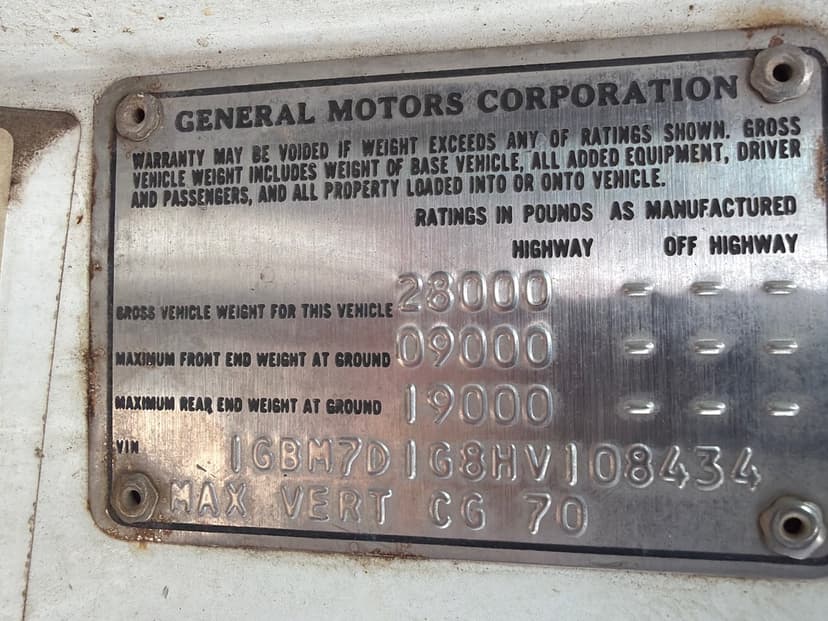 GENERAL MOTORS CORPORATION
WARRANTY MAY BE VOIDED IF WEIGHT EXCEEDS ANY OF RATINGS SHOWN. GROSS
VEHICLE WEIGHT INCLUDES WEIGHT OF BASE VEHICLE, ALL ADDED EQUIPMENT, DRIVER
AND PASSENGERS, AND ALL PROPERTY LOADED INTO OR ONTO VEHICLE.
RATINGS IN POUNDS AS MANUFACTURED
HIGHWAY OFF HIGHWAY
GROSS VEHICLE WEIGHT FOR THIS VEHICLE 28000 - - -
MAXIMUM FRONT END WEIGHT AT GROUND 09000 - - -
MAXIMUM REAR END WEIGHT AT GROUND 19000 - - -
VIN 1GBM7D1G8HV108434
MAX VERT CG 70